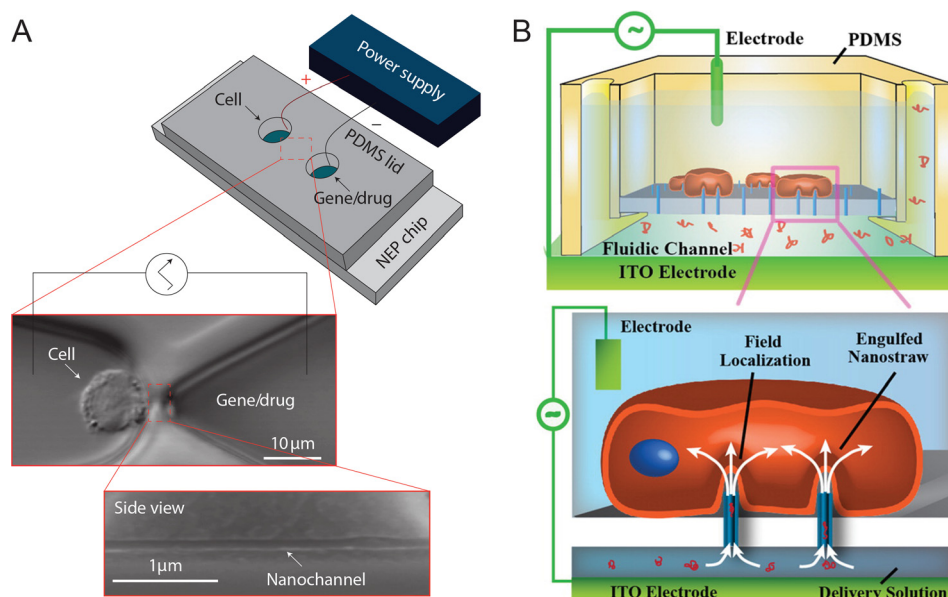 A
Power supply
+
Cell
−
PDMS lid
Gene/drug
NEP chip
Cell
Gene/drug
10 μm
Side view
1μm
Nanochannel
B
~
Electrode
PDMS
Fluidic Channel
ITO Electrode
Electrode
Field
Localization
Engulfed
Nanostraw
~
ITO Electrode
Delivery Solution